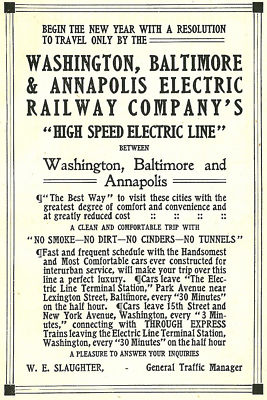 BEGIN THE NEW YEAR WITH A RESOLUTION
TO TRAVEL ONLY BY THE
WASHINGTON, BALTIMORE
& ANNAPOLIS ELECTRIC
RAILWAY COMPANY'S
"HIGH SPEED ELECTRIC LINE"
BETWEEN
Washington, Baltimore and
Annapolis
¶"The Best Way" to visit these cities with the
greatest degree of comfort and convenience and
at greatly reduced cost :: :: :: ::
A CLEAN AND COMFORTABLE TRIP WITH
"NO SMOKE—NO DIRT—NO CINDERS—NO TUNNELS"
¶Fast and frequent schedule with the Handsomest
and Most Comfortable cars ever constructed for
interurban service, will make your trip over this
line a perfect luxury. ¶Cars leave "The Elec-
tric Line Terminal Station," Park Avenue near
Lexington Street, Baltimore, every "30 Minutes"
on the half hour. ¶Cars leave 15th Street and
New York Avenue, Washington, every "3 Min-
utes," connecting with THROUGH EXPRESS
Trains leaving the Electric Line Terminal Station,
Washington, every "30 Minutes" on the half hour
A PLEASURE TO ANSWER YOUR INQUIRIES
W. E. SLAUGHTER, - General Traffic Manager